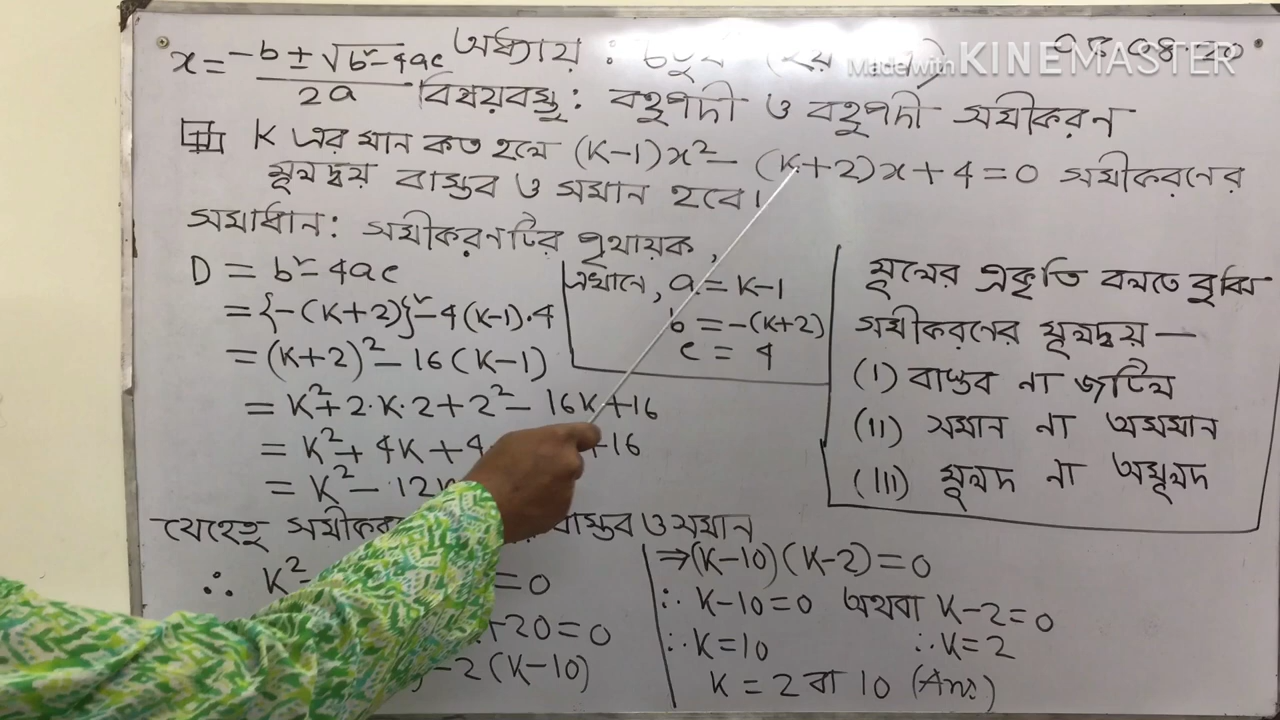 x = (-b ± √(b² - 4ac)) / 2a
অধ্যায় :
Made with KINEMASTER
08.20
বিষয়বস্তু : বহুপদী ও বহুপদী সমীকরণ
K এর মান কত হলে (K-1)x² - (K+2)x + 4 = 0 সমীকরণের
মূলদ্বয় বাস্তব ও সমান হবে।
সমাধান : সমীকরণটির পৃথায়ক,
D = b² - 4ac
= {-(K+2)}² - 4(K-1)·4
= (K+2)² - 16(K-1)
= K² + 2·K·2 + 2² - 16K + 16
= K² + 4K + 4 +16
= K² - 12K
এখানে, a = K-1
b = -(K+2)
c = 4
মূলের প্রকৃতি বলতে বুঝি
সমীকরণের মূলদ্বয় —
(i) বাস্তব না জটিল
(ii) সমান না অসমান
(iii) মূলদ না অমূলদ
যেহেতু বাস্তব ও সমান
∴ K² = 0
+20 = 0
-2(K-10)
⇒ (K-10)(K-2) = 0
∴ K-10=0 অথবা K-2=0
∴ K=10 ∴ K=2
K = 2 বা 10 (Ans:)